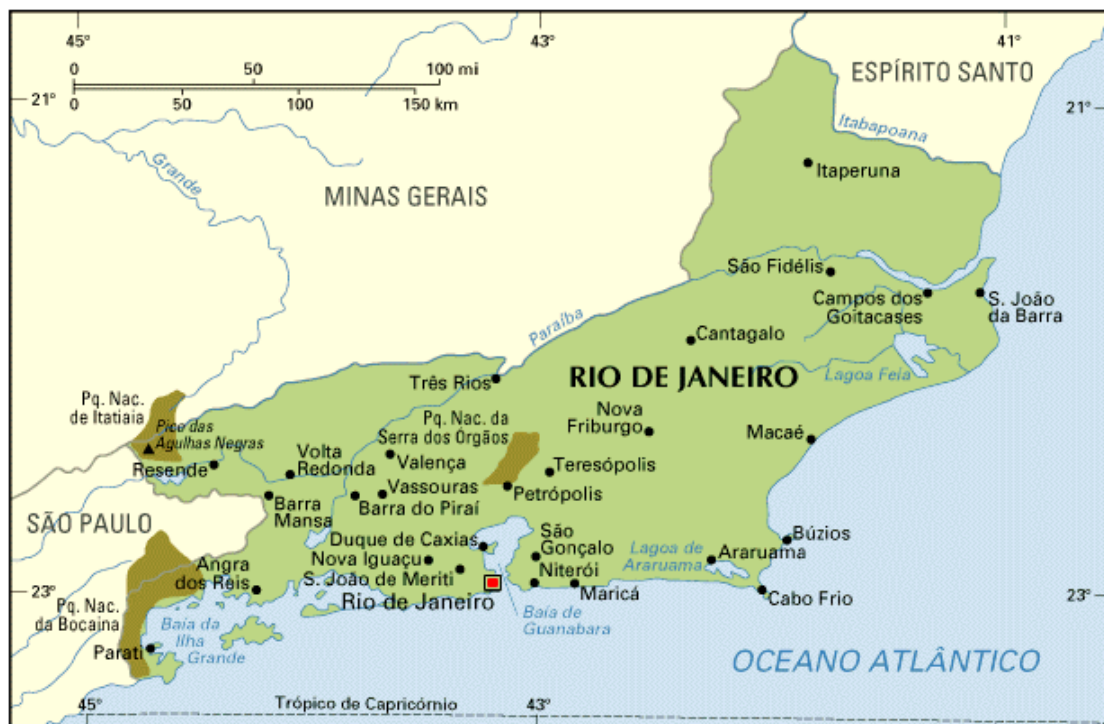 45°
43°
41°
0 50 100 mi
0 50 100 150 km
21°
21°
ESPÍRITO SANTO
Itabapoana
Grande
MINAS GERAIS
Itaperuna
São Fidélis
Campos dos
Goitacases
S. João
da Barra
Paraíba
Cantagalo
Três Rios
RIO DE JANEIRO
Lagoa Feia
Pq. Nac.
de Itatiaia
Pico das
Agulhas Negras
Pq. Nac. da
Serra dos Órgãos
Nova
Friburgo
Macaé
Resende
Volta
Redonda
Valença
Teresópolis
Vassouras
Petrópolis
Barra
Mansa
Barra do Piraí
SÃO PAULO
Duque de Caxias
São
Gonçalo
Búzios
Nova Iguaçu
Lagoa de
Araruama
Araruama
Angra
dos Reis
S. João de Meriti
Niterói
Rio de Janeiro
Maricá
Cabo Frio
23°
23°
Pq. Nac.
da Bocaina
Baía da
Ilha
Grande
Baía de
Guanabara
Parati
OCEANO ATLÂNTICO
Trópico de Capricórnio
45°
43°